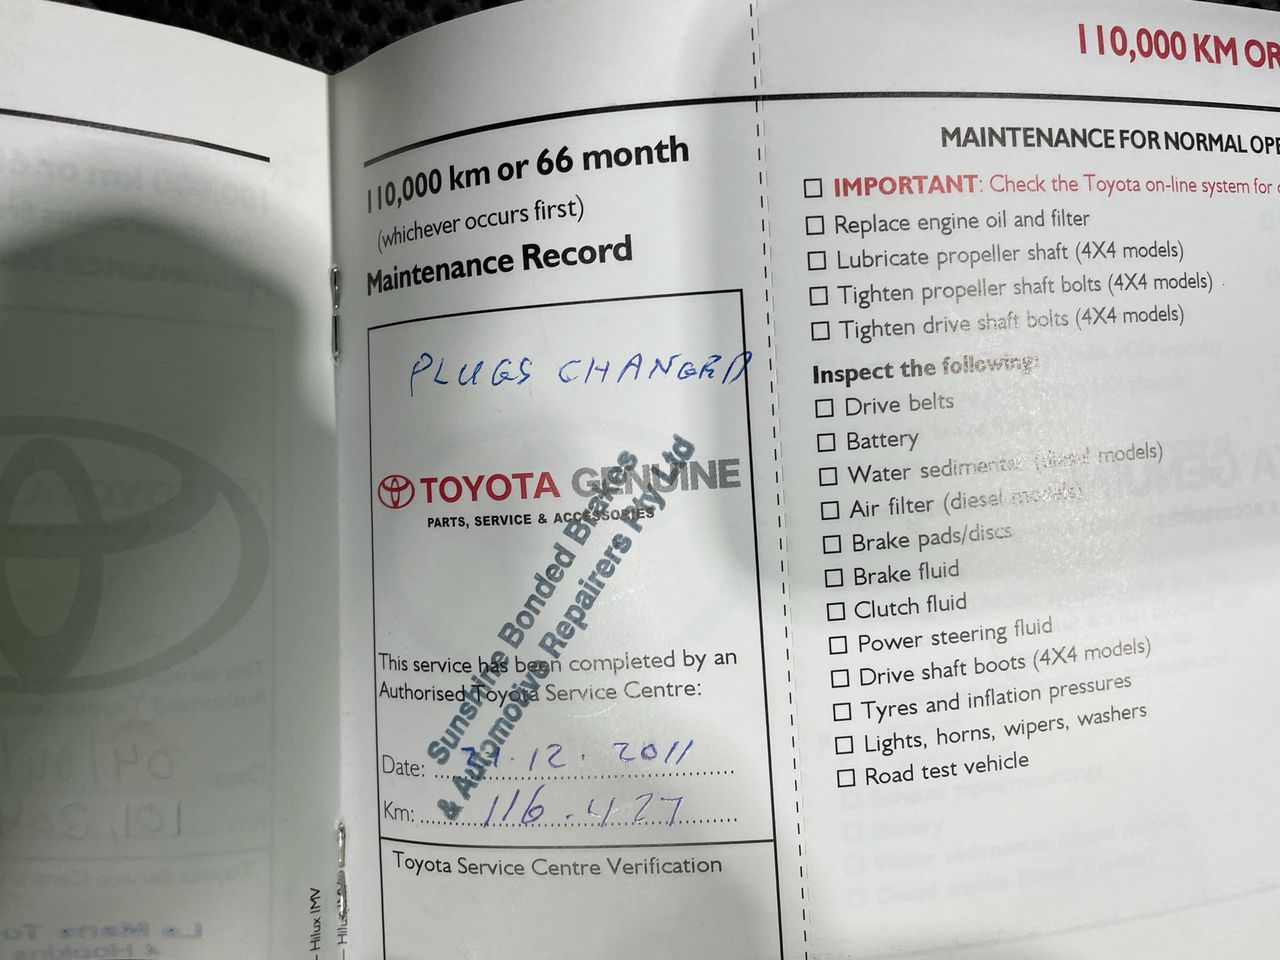 110,000 km or 66 month
(whichever occurs first)
Maintenance Record
PLUGS CHANGED
TOYOTA GENUINE
PARTS, SERVICE & ACCESSORIES
Sunshine Bonded Brakes
& Automotive Repairers Pty Ltd
This service has been completed by an
Authorised Toyota Service Centre:
Date: 21.12.2011
Km: 116.427
Toyota Service Centre Verification
Hilux IMV
110,000 KM OR
MAINTENANCE FOR NORMAL OPE
IMPORTANT: Check the Toyota on-line system for
Replace engine oil and filter
Lubricate propeller shaft (4X4 models)
Tighten propeller shaft bolts (4X4 models)
Tighten drive shaft bolts (4X4 models)
Inspect the following:
Drive belts
Battery
Water sedimenter (diesel models)
Air filter (diesel models)
Brake pads/discs
Brake fluid
Clutch fluid
Power steering fluid
Drive shaft boots (4X4 models)
Tyres and inflation pressures
Lights, horns, wipers, washers
Road test vehicle